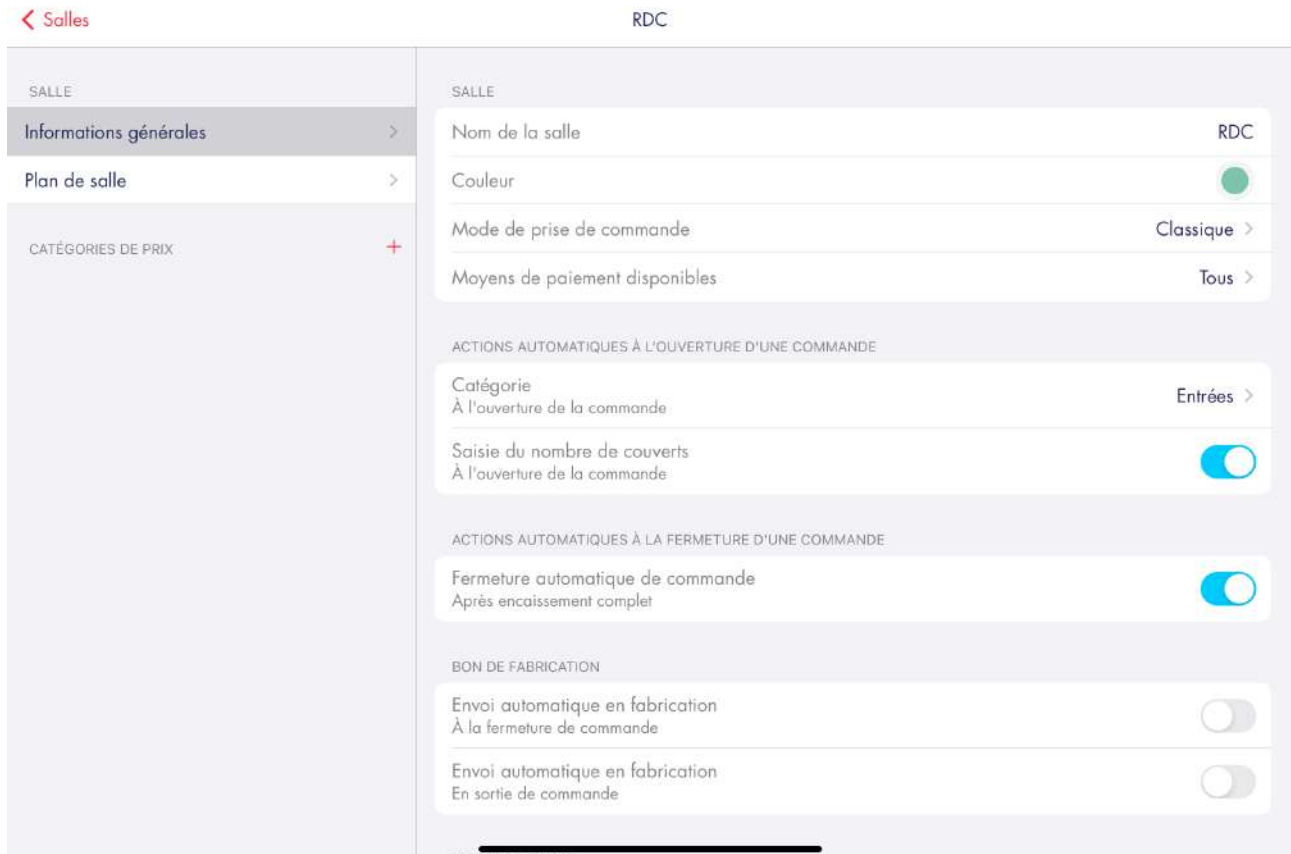 Salles
RDC
SALLE
Informations générales
Plan de salle
CATÉGORIES DE PRIX
SALLE
Nom de la salle RDC
Couleur
Mode de prise de commande Classique
Moyens de paiement disponibles Tous
ACTIONS AUTOMATIQUES À L'OUVERTURE D'UNE COMMANDE
Catégorie
À l'ouverture de la commande
Entrées
Saisie du nombre de couverts
À l'ouverture de la commande
ACTIONS AUTOMATIQUES À LA FERMETURE D'UNE COMMANDE
Fermeture automatique de commande
Après encaissement complet
BON DE FABRICATION
Envoi automatique en fabrication
À la fermeture de commande
Envoi automatique en fabrication
En sortie de commande